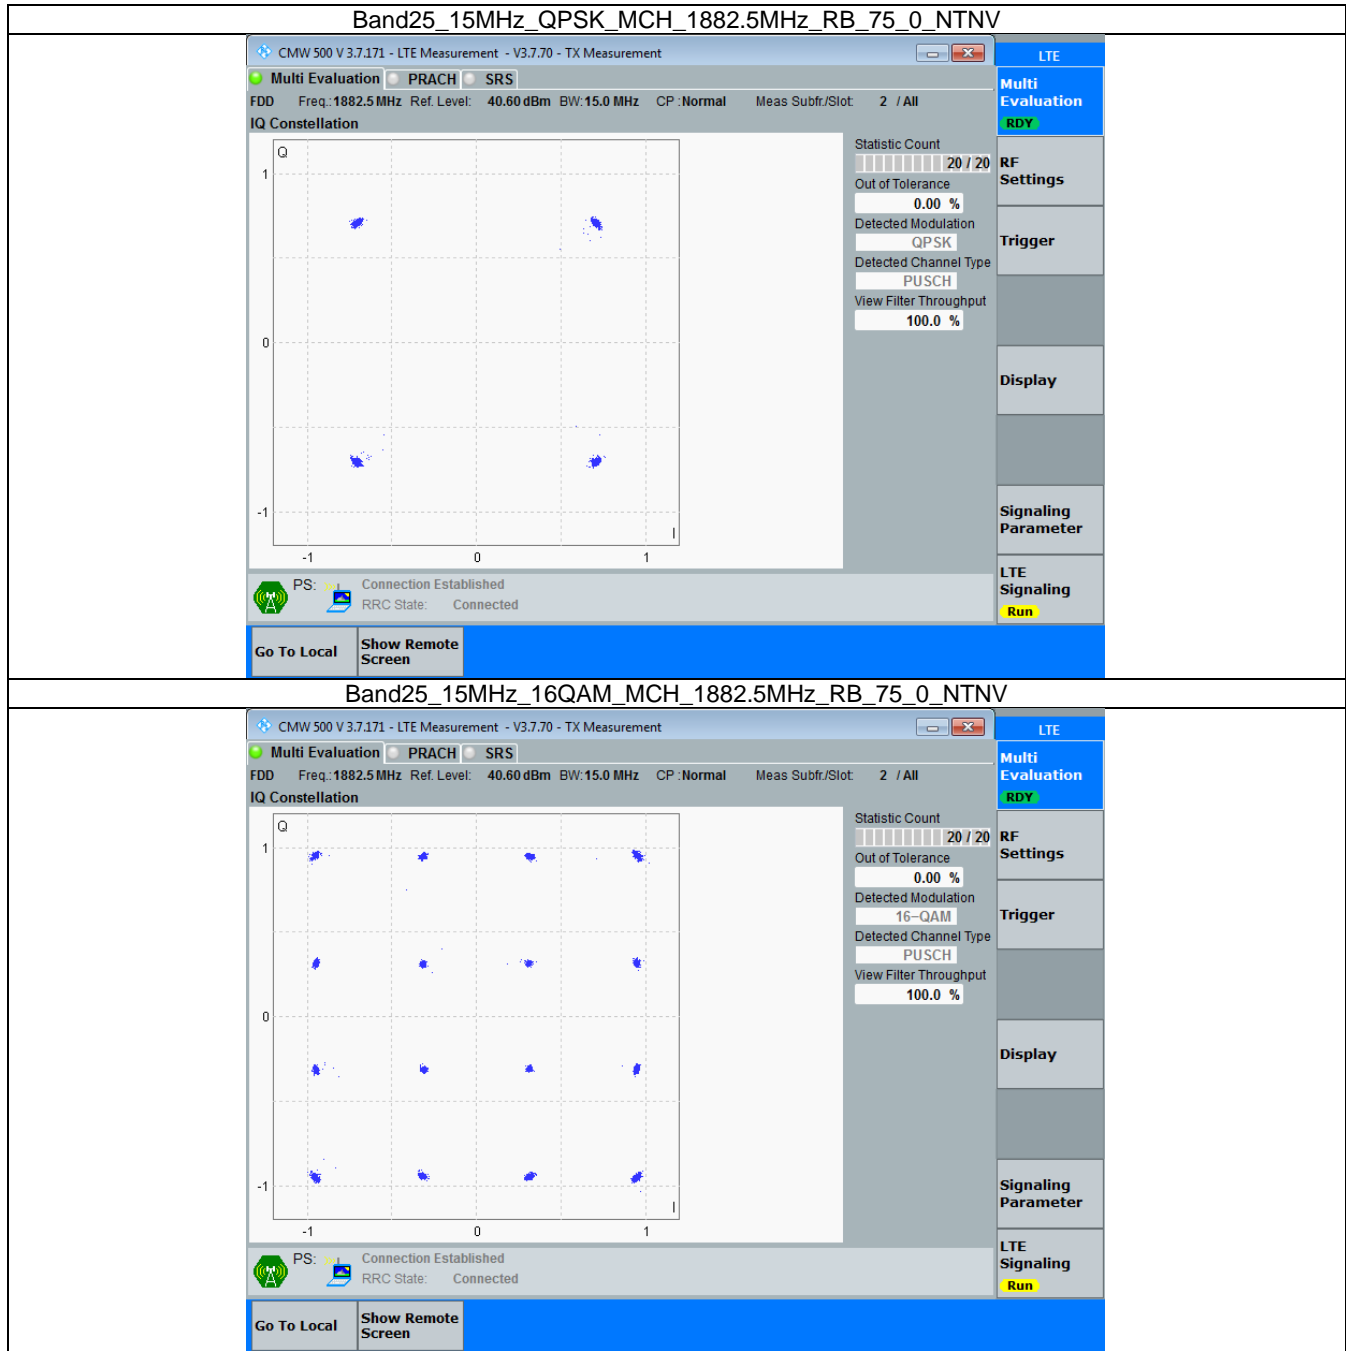 Band25_15MHz_QPSK_MCH_1882.5MHz_RB_75_0_NTNV
CMW 500 V 3.7.171 - LTE Measurement - V3.7.70 - TX Measurement
LTE
Multi Evaluation PRACH SRS
Multi
Evaluation
RDY
FDD Freq.:1882.5 MHz Ref. Level: 40.60 dBm BW:15.0 MHz CP :Normal Meas Subfr./Slot: 2 / All
IQ Constellation
Q
1
0
-1
-1 0 1
I
Statistic Count
20 / 20
Out of Tolerance
0.00 %
Detected Modulation
QPSK
Detected Channel Type
PUSCH
View Filter Throughput
100.0 %
RF
Settings
Trigger
Display
Signaling
Parameter
LTE
Signaling
Run
PS: Connection Established
RRC State: Connected
Go To Local
Show Remote
Screen
Band25_15MHz_16QAM_MCH_1882.5MHz_RB_75_0_NTNV
CMW 500 V 3.7.171 - LTE Measurement - V3.7.70 - TX Measurement
LTE
Multi Evaluation PRACH SRS
Multi
Evaluation
RDY
FDD Freq.:1882.5 MHz Ref. Level: 40.60 dBm BW:15.0 MHz CP :Normal Meas Subfr./Slot: 2 / All
IQ Constellation
Q
1
0
-1
-1 0 1
I
Statistic Count
20 / 20
Out of Tolerance
0.00 %
Detected Modulation
16-QAM
Detected Channel Type
PUSCH
View Filter Throughput
100.0 %
RF
Settings
Trigger
Display
Signaling
Parameter
LTE
Signaling
Run
PS: Connection Established
RRC State: Connected
Go To Local
Show Remote
Screen